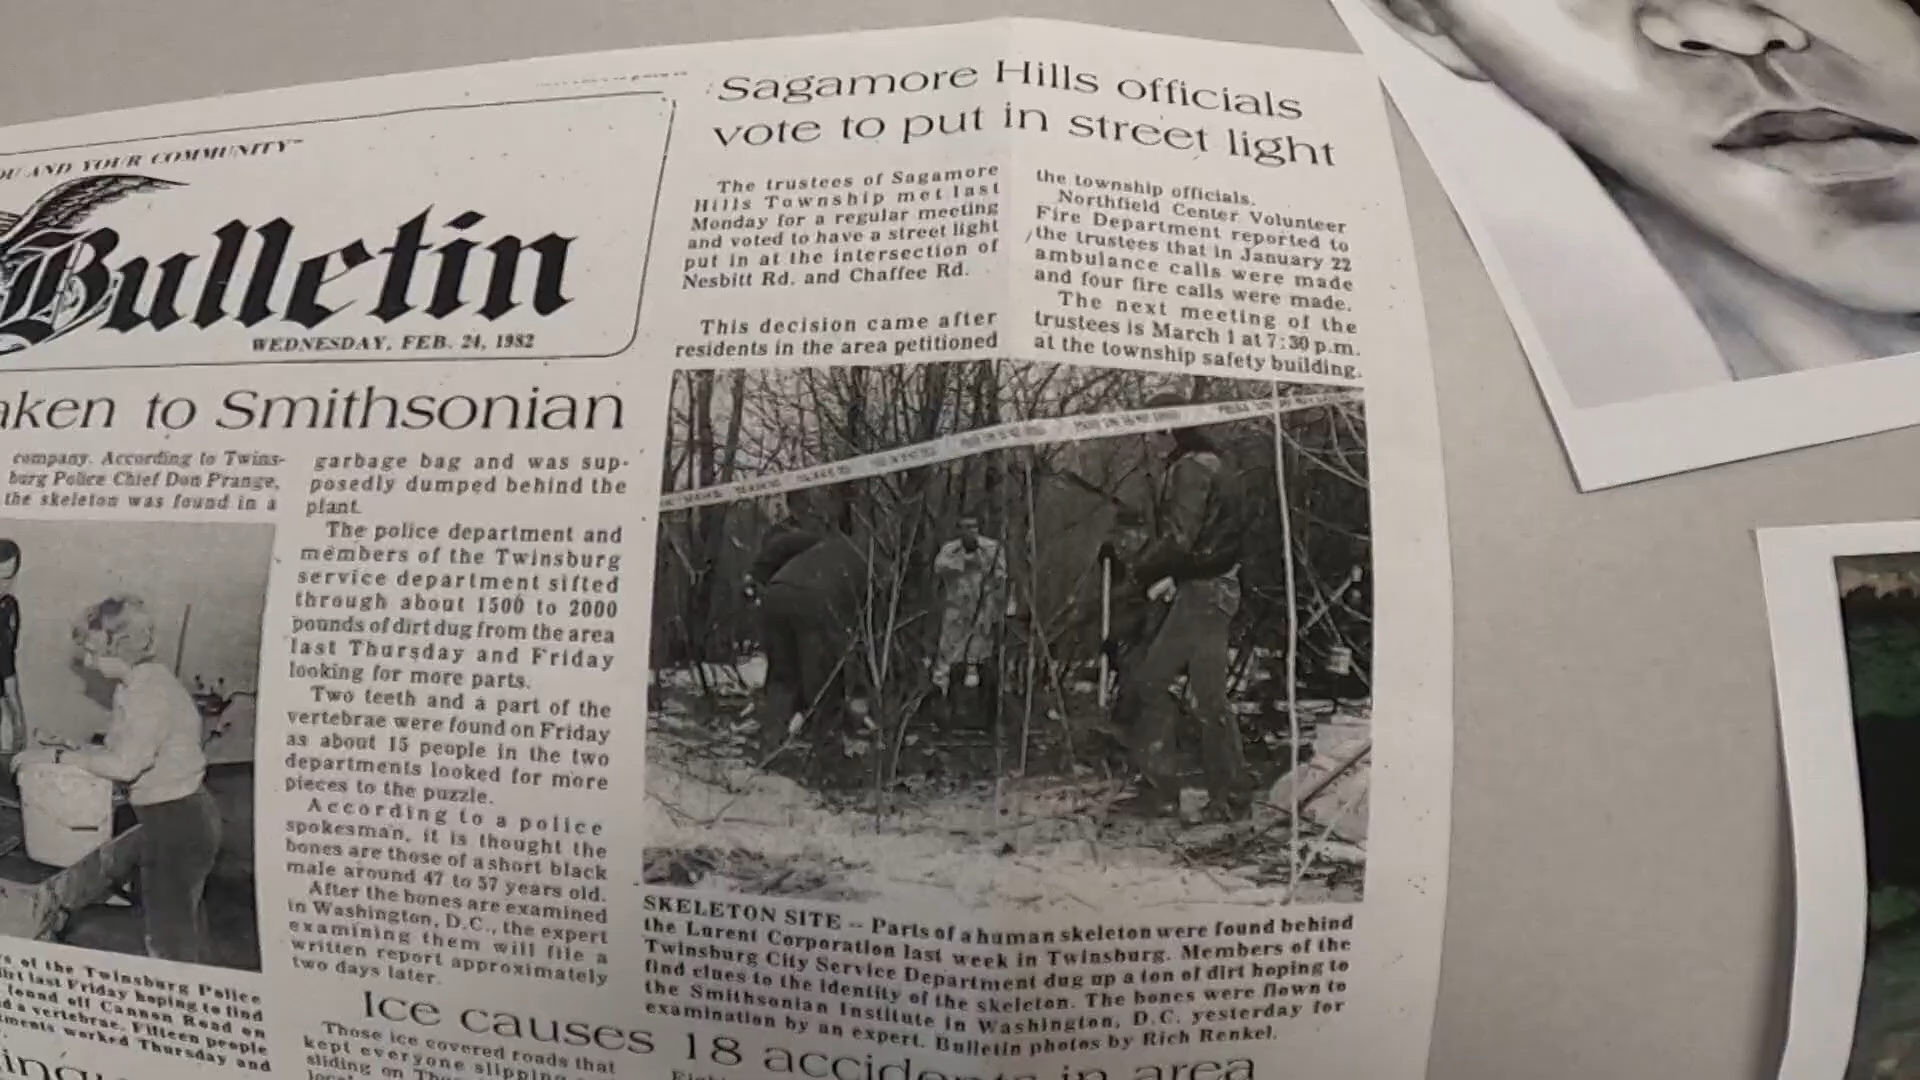 YOU AND YOUR COMMUNITY
Bulletin
WEDNESDAY, FEB. 24, 1982
Sagamore Hills officials
vote to put in street light
The trustees of Sagamore
Hills Township met last
Monday for a regular meeting
and voted to have a street light
put in at the intersection of
Nesbitt Rd. and Chaffee Rd.
This decision came after
residents in the area petitioned
the township officials.
Northfield Center Volunteer
Fire Department reported to
the trustees that in January 22
ambulance calls were made
and four fire calls were made.
The next meeting of the
trustees is March 1 at 7:30 p.m.
at the township safety building.
aken to Smithsonian
company. According to Twins-
burg Police Chief Don Prange,
the skeleton was found in a
garbage bag and was sup-
posedly dumped behind the
plant.
The police department and
members of the Twinsburg
service department sifted
through about 1500 to 2000
pounds of dirt dug from the area
last Thursday and Friday
looking for more parts.
Two teeth and a part of the
vertebrae were found on Friday
as about 15 people in the two
departments looked for more
pieces to the puzzle.
According to a police
spokesman, it is thought the
bones are those of a short black
male around 47 to 57 years old.
After the bones are examined
in Washington, D.C., the expert
examining them will file a
written report approximately
two days later.
SKELETON SITE -- Parts of a human skeleton were found behind
the Lurent Corporation last week in Twinsburg. Members of the
Twinsburg City Service Department dug up a ton of dirt hoping to
find clues to the identity of the skeleton. The bones were flown to
the Smithsonian Institute in Washington, D.C. yesterday for
examination by an expert. Bulletin photos by Rich Renkel.
of the Twinsburg Police
last Friday hoping to find
found off Cannon Road on
a vertebrae. Fifteen people
worked Thursday and
Ice causes 18 accidents in area
Those ice covered roads that
kept everyone slipping
sliding on